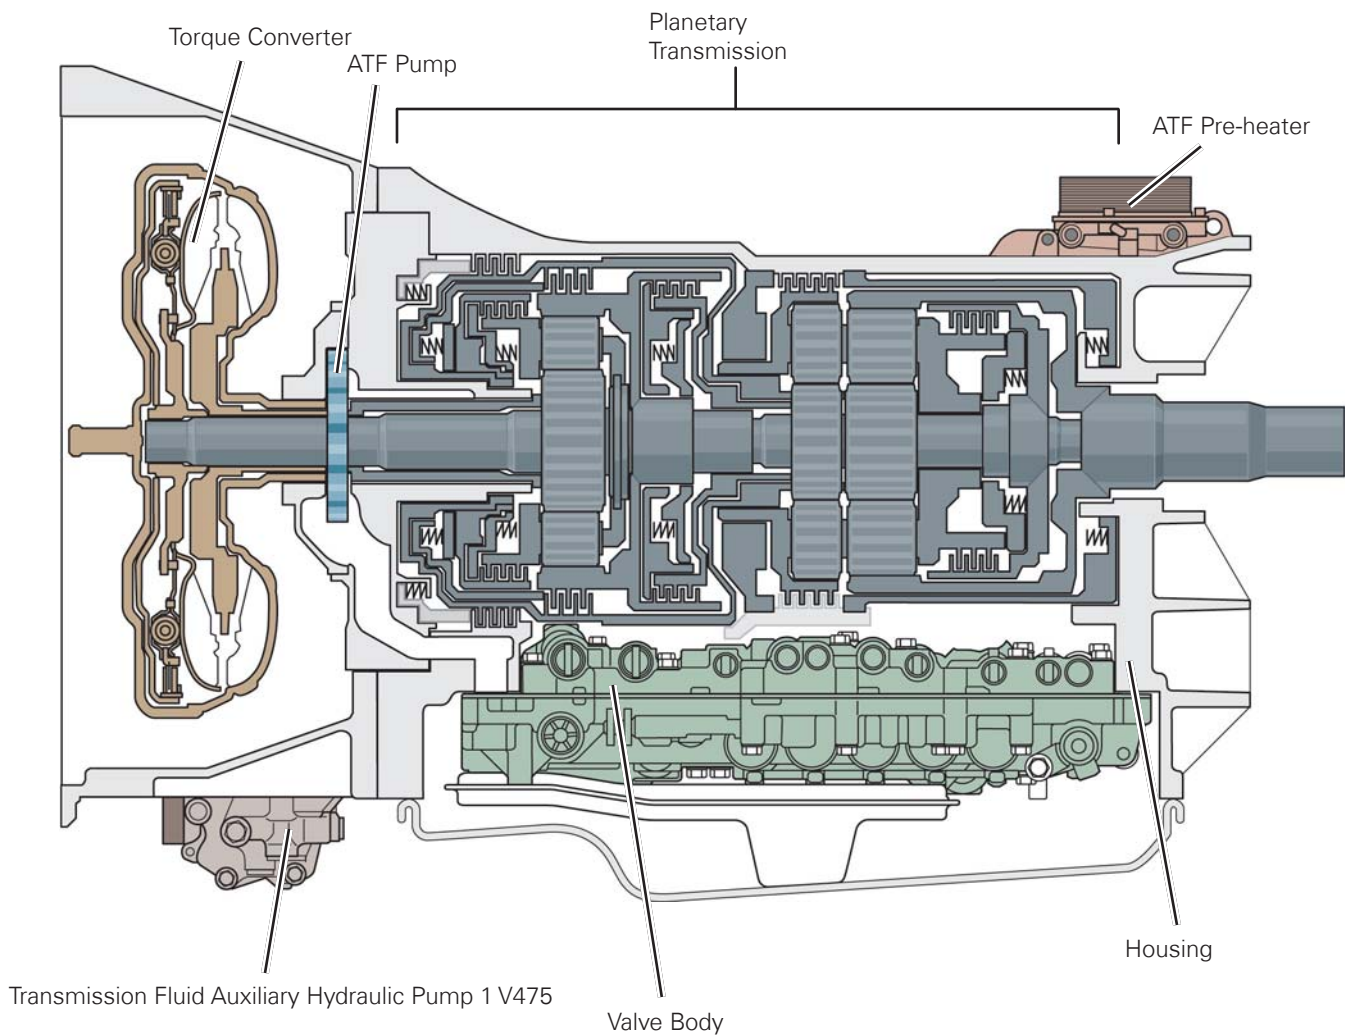 Planetary
Transmission
Torque Converter
ATF Pump
ATF Pre-heater
Housing
Transmission Fluid Auxiliary Hydraulic Pump 1 V475
Valve Body